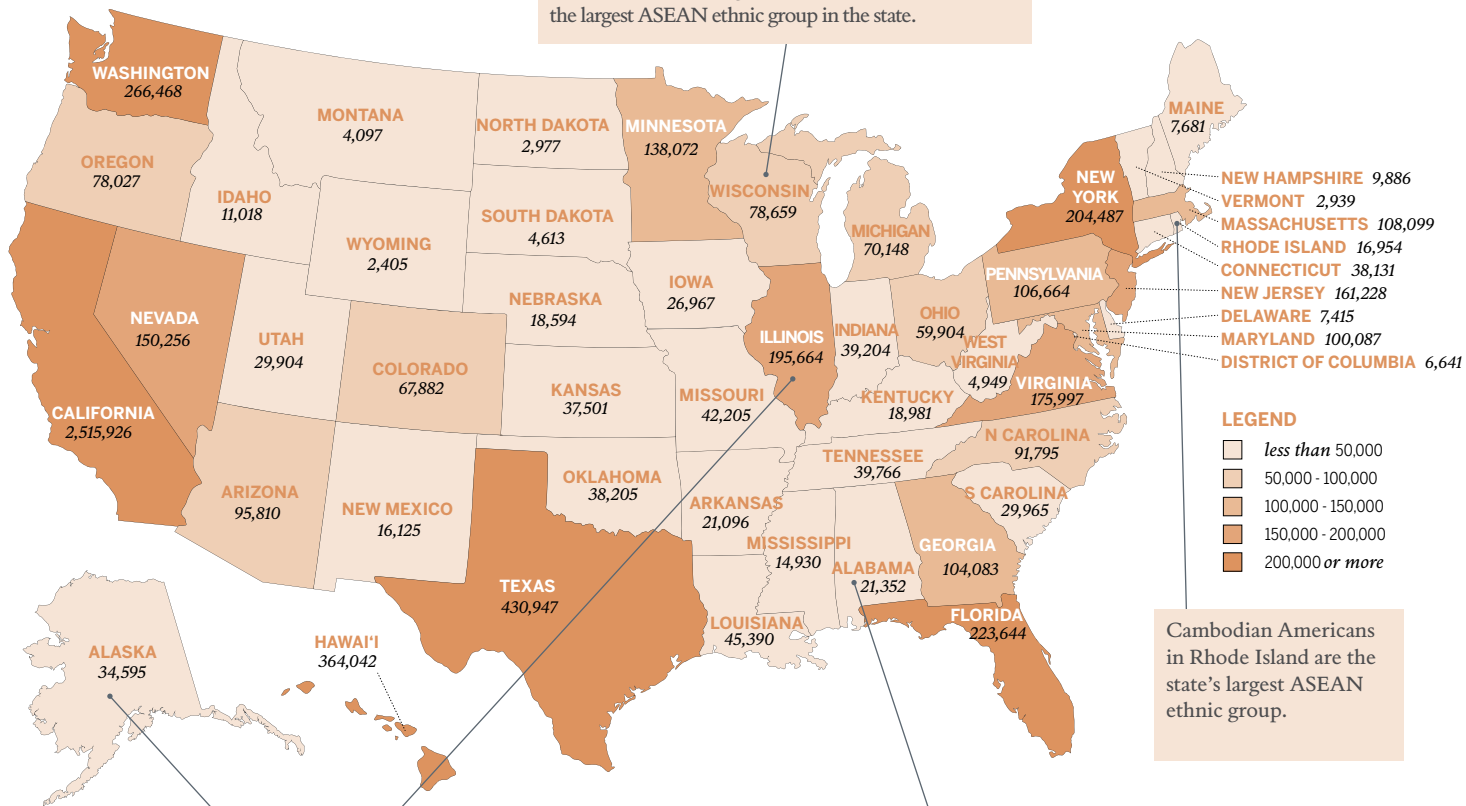 the largest ASEAN ethnic group in the state.
WASHINGTON
266,468
MONTANA
4,097
NORTH DAKOTA
2,977
MINNESOTA
138,072
MAINE
7,681
OREGON
78,027
IDAHO
11,018
WYOMING
2,405
SOUTH DAKOTA
4,613
WISCONSIN
78,659
MICHIGAN
70,148
NEW
YORK
204,487
NEW HAMPSHIRE 9,886
VERMONT 2,939
MASSACHUSETTS 108,099
RHODE ISLAND 16,954
CONNECTICUT 38,131
NEW JERSEY 161,228
DELAWARE 7,415
MARYLAND 100,087
DISTRICT OF COLUMBIA 6,641
NEVADA
150,256
UTAH
29,904
COLORADO
67,882
NEBRASKA
18,594
IOWA
26,967
ILLINOIS
195,664
INDIANA
39,204
OHIO
59,904
PENNSYLVANIA
106,664
WEST
VIRGINIA
4,949
VIRGINIA
175,997
CALIFORNIA
2,515,926
KANSAS
37,501
MISSOURI
42,205
KENTUCKY
18,981
N CAROLINA
91,795
TENNESSEE
39,766
S CAROLINA
29,965
ARIZONA
95,810
NEW MEXICO
16,125
OKLAHOMA
38,205
ARKANSAS
21,096
MISSISSIPPI
14,930
ALABAMA
21,352
GEORGIA
104,083
TEXAS
430,947
LOUISIANA
45,390
FLORIDA
223,644
ALASKA
34,595
HAWAI‘I
364,042
LEGEND
less than 50,000
50,000 - 100,000
100,000 - 150,000
150,000 - 200,000
200,000 or more
Cambodian Americans
in Rhode Island are the
state’s largest ASEAN
ethnic group.